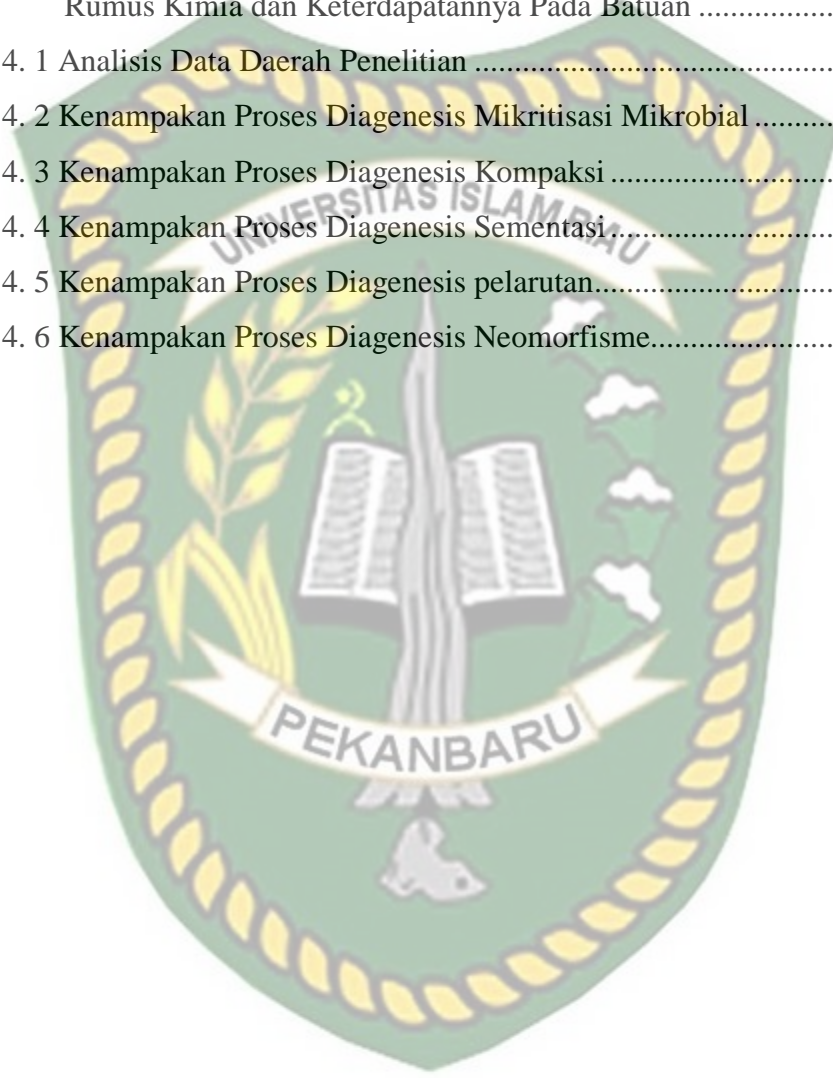 Rumus Kimia dan Keterdapatannya Pada Batuan ................
4. 1 Analisis Data Daerah Penelitian ..........................................
4. 2 Kenampakan Proses Diagenesis Mikritisasi Mikrobial ..........
4. 3 Kenampakan Proses Diagenesis Kompaksi ..........................
4. 4 Kenampakan Proses Diagenesis Sementasi..........................
4. 5 Kenampakan Proses Diagenesis pelarutan............................
4. 6 Kenampakan Proses Diagenesis Neomorfisme.....................
UNIVERSITAS ISLAM RIAU
PEKANBARU